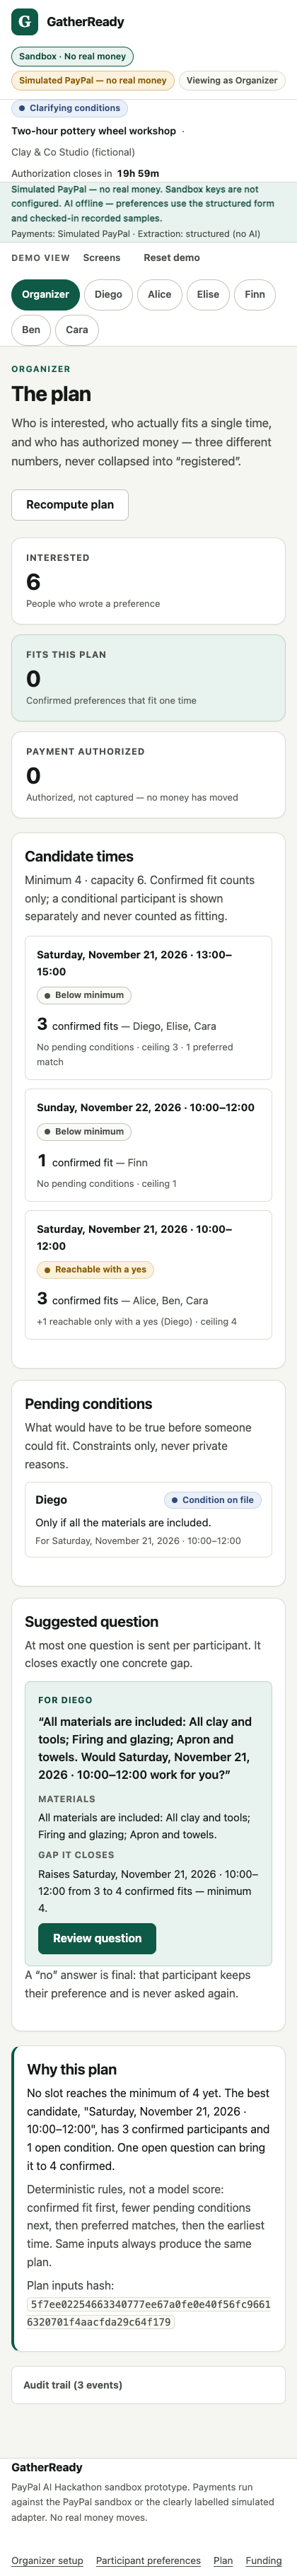 G GatherReady
Sandbox · No real money
Simulated PayPal — no real money Viewing as Organizer
Clarifying conditions
Two-hour pottery wheel workshop ·
Clay & Co Studio (fictional)
Authorization closes in 19h 59m
Simulated PayPal — no real money. Sandbox keys are not
configured. AI offline — preferences use the structured form
and checked-in recorded samples.
Payments: Simulated PayPal · Extraction: structured (no AI)
DEMO VIEW Screens Reset demo
Organizer Diego Alice Elise Finn
Ben Cara
ORGANIZER
The plan
Who is interested, who actually fits a single time,
and who has authorized money — three different
numbers, never collapsed into “registered”.
Recompute plan
INTERESTED
6
People who wrote a preference
FITS THIS PLAN
0
Confirmed preferences that fit one time
PAYMENT AUTHORIZED
0
Authorized, not captured — no money has moved
Candidate times
Minimum 4 · capacity 6. Confirmed fit counts
only; a conditional participant is shown
separately and never counted as fitting.
Saturday, November 21, 2026 · 13:00–
15:00
Below minimum
3 confirmed fits — Diego, Elise, Cara
No pending conditions · ceiling 3 · 1 preferred
match
Sunday, November 22, 2026 · 10:00–12:00
Below minimum
1 confirmed fit — Finn
No pending conditions · ceiling 1
Saturday, November 21, 2026 · 10:00–
12:00
Reachable with a yes
3 confirmed fits — Alice, Ben, Cara
+1 reachable only with a yes (Diego) · ceiling 4
Pending conditions
What would have to be true before someone
could fit. Constraints only, never private
reasons.
Diego Condition on file
Only if all the materials are included.
For Saturday, November 21, 2026 · 10:00–12:00
Suggested question
At most one question is sent per participant. It
closes exactly one concrete gap.
FOR DIEGO
“All materials are included: All clay and
tools; Firing and glazing; Apron and
towels. Would Saturday, November 21,
2026 · 10:00–12:00 work for you?”
MATERIALS
All materials are included: All clay and tools;
Firing and glazing; Apron and towels.
GAP IT CLOSES
Raises Saturday, November 21, 2026 · 10:00–
12:00 from 3 to 4 confirmed fits — minimum
4.
Review question
A “no” answer is final: that participant keeps
their preference and is never asked again.
Why this plan
No slot reaches the minimum of 4 yet. The best
candidate, "Saturday, November 21, 2026 ·
10:00–12:00", has 3 confirmed participants and
1 open condition. One open question can bring
it to 4 confirmed.
Deterministic rules, not a model score:
confirmed fit first, fewer pending conditions
next, then preferred matches, then the earliest
time. Same inputs always produce the same
plan.
Plan inputs hash:
5f7ee02254663340777ee67a0fe0e40f56fc9661
6320701f4aacfda29c64f179
Audit trail (3 events)
GatherReady
PayPal AI Hackathon sandbox prototype. Payments run
against the PayPal sandbox or the clearly labelled simulated
adapter. No real money moves.
Organizer setup Participant preferences Plan Funding